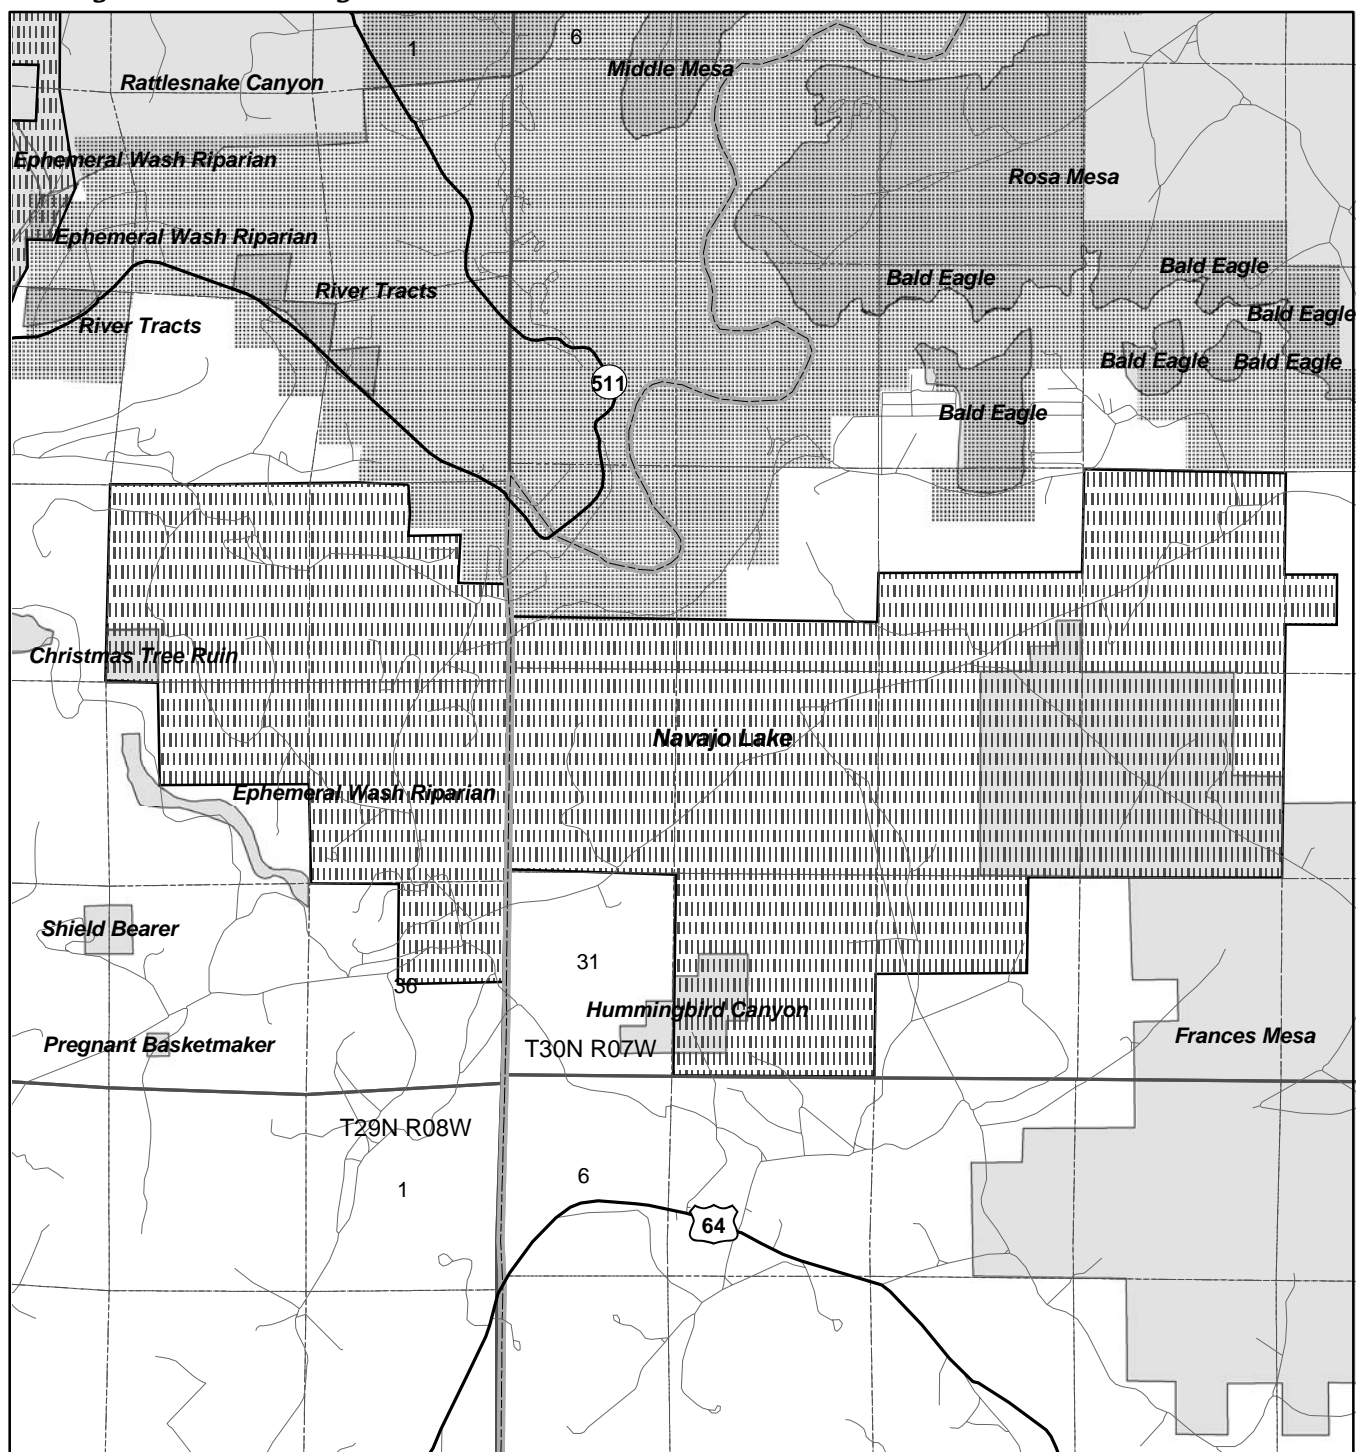 1
6
Middle Mesa
Rattlesnake Canyon
Ephemeral Wash Riparian
Rosa Mesa
Ephemeral Wash Riparian
Bald Eagle
Bald Eagle
River Tracts
Bald Eagle
River Tracts
Bald Eagle
Bald Eagle
511
Bald Eagle
Christmas Tree Ruin
Navajo Lake
Ephemeral Wash Riparian
Shield Bearer
31
36
Hummingbird Canyon
Pregnant Basketmaker
T30N R07W
Frances Mesa
T29N R08W
1
6
64